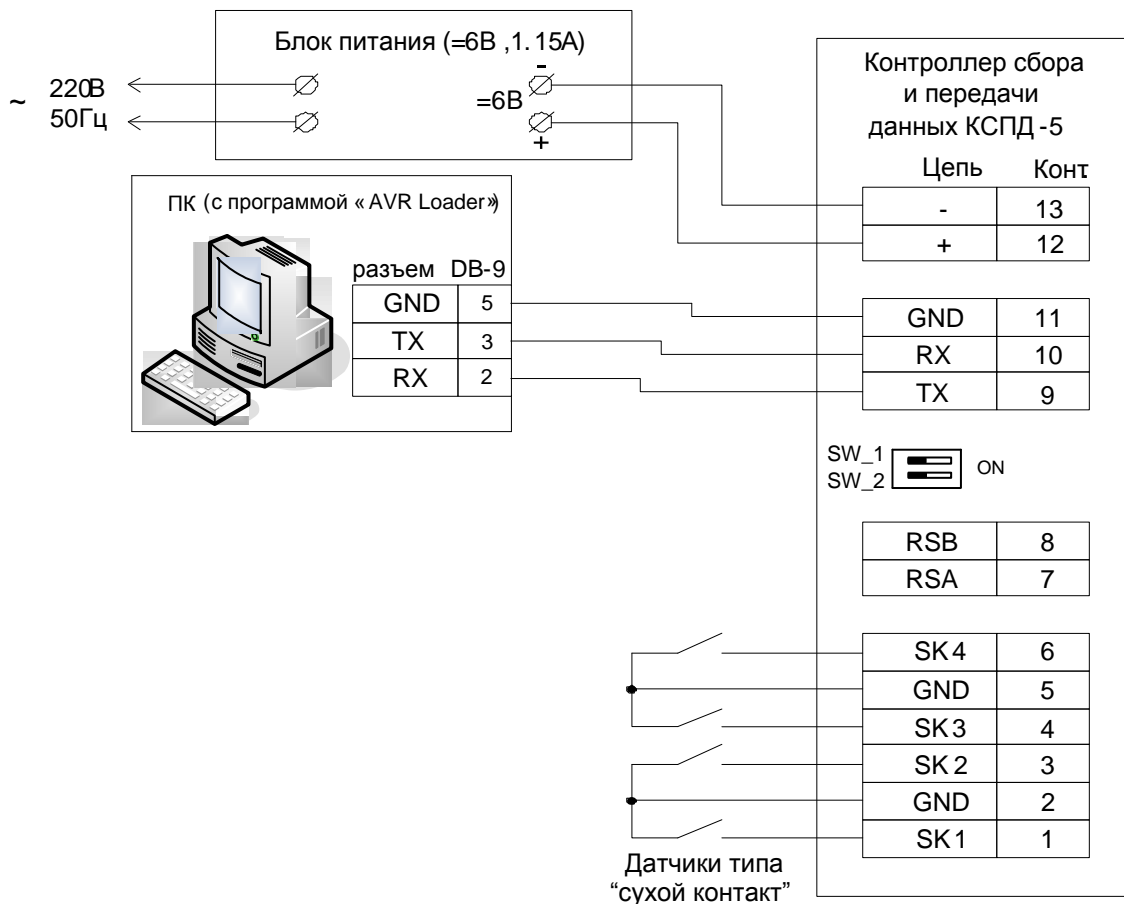 Блок питания (=6В ,1.15А)
~ 220В
50Гц
-
=6В
+
ПК (с программой « AVR Loader»)
разъем DB-9
GND 5
TX 3
RX 2
Контроллер сбора
и передачи
данных КСПД -5
Цепь Конт
- 13
+ 12
GND 11
RX 10
TX 9
SW_1
SW_2
ON
RSB 8
RSA 7
SK4 6
GND 5
SK3 4
SK2 3
GND 2
SK1 1
Датчики типа
“сухой контакт”